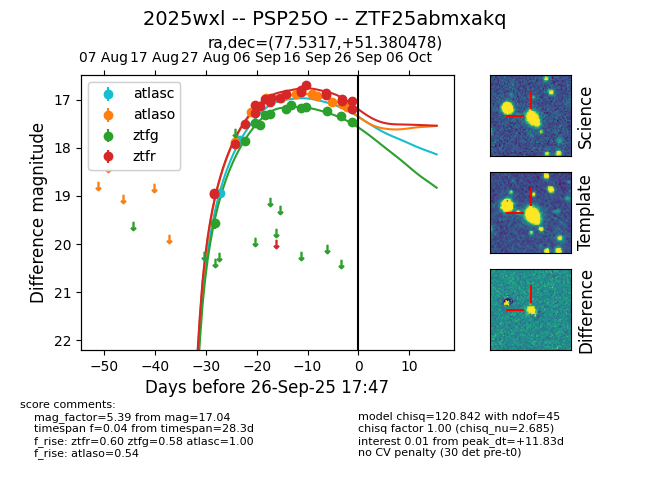 2025wxl -- PSP25O -- ZTF25abmxakq
ra,dec=(77.5317,+51.380478)
07 Aug 17 Aug 27 Aug 06 Sep 16 Sep 26 Sep 06 Oct
atlasc
atlaso
ztfg
ztfr
17
18
19
20
21
22
Difference magnitude
−50 −40 −30 −20 −10 0 10
Days before 26-Sep-25 17:47
Science
Template
Difference
score comments:
mag_factor=5.39 from mag=17.04
timespan f=0.04 from timespan=28.3d
f_rise: ztfr=0.60 ztfg=0.58 atlasc=1.00
f_rise: atlaso=0.54
model chisq=120.842 with ndof=45
chisq factor 1.00 (chisq_nu=2.685)
interest 0.01 from peak_dt=+11.83d
no CV penalty (30 det pre-t0)